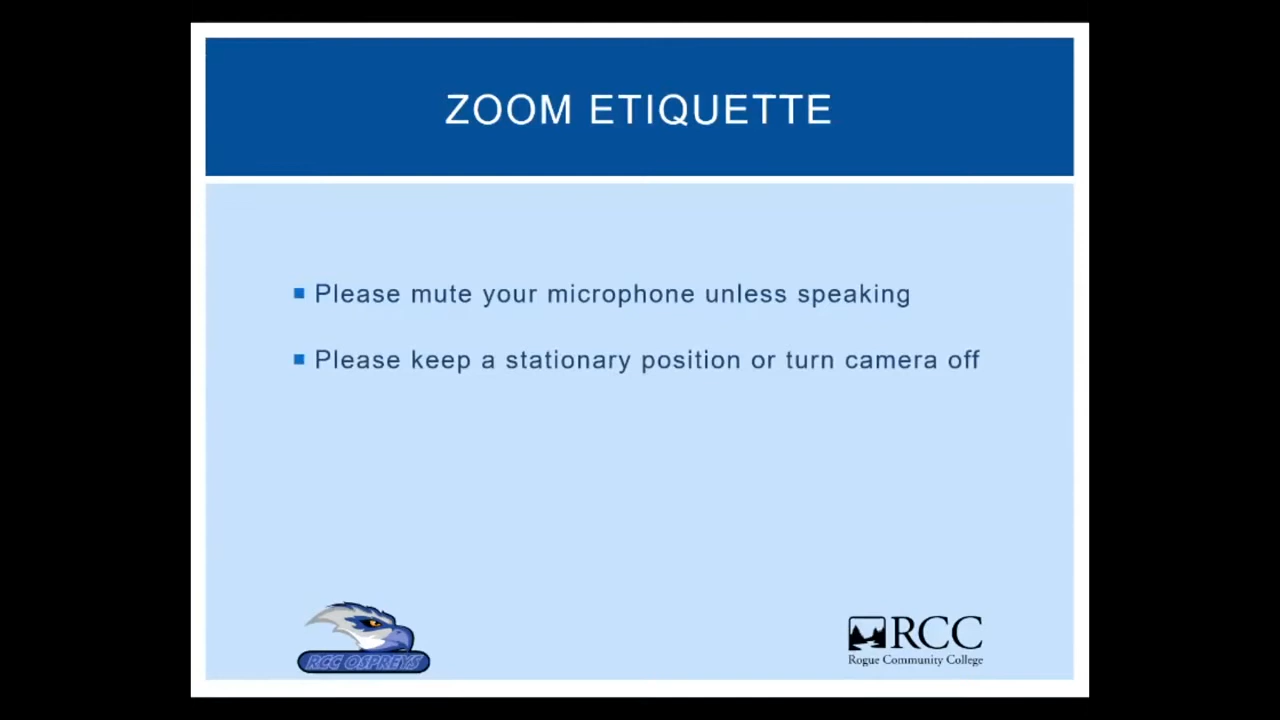 ZOOM ETIQUETTE
Please mute your microphone unless speaking
Please keep a stationary position or turn camera off
RCC OSPREYS
RCC
Rogue Community College